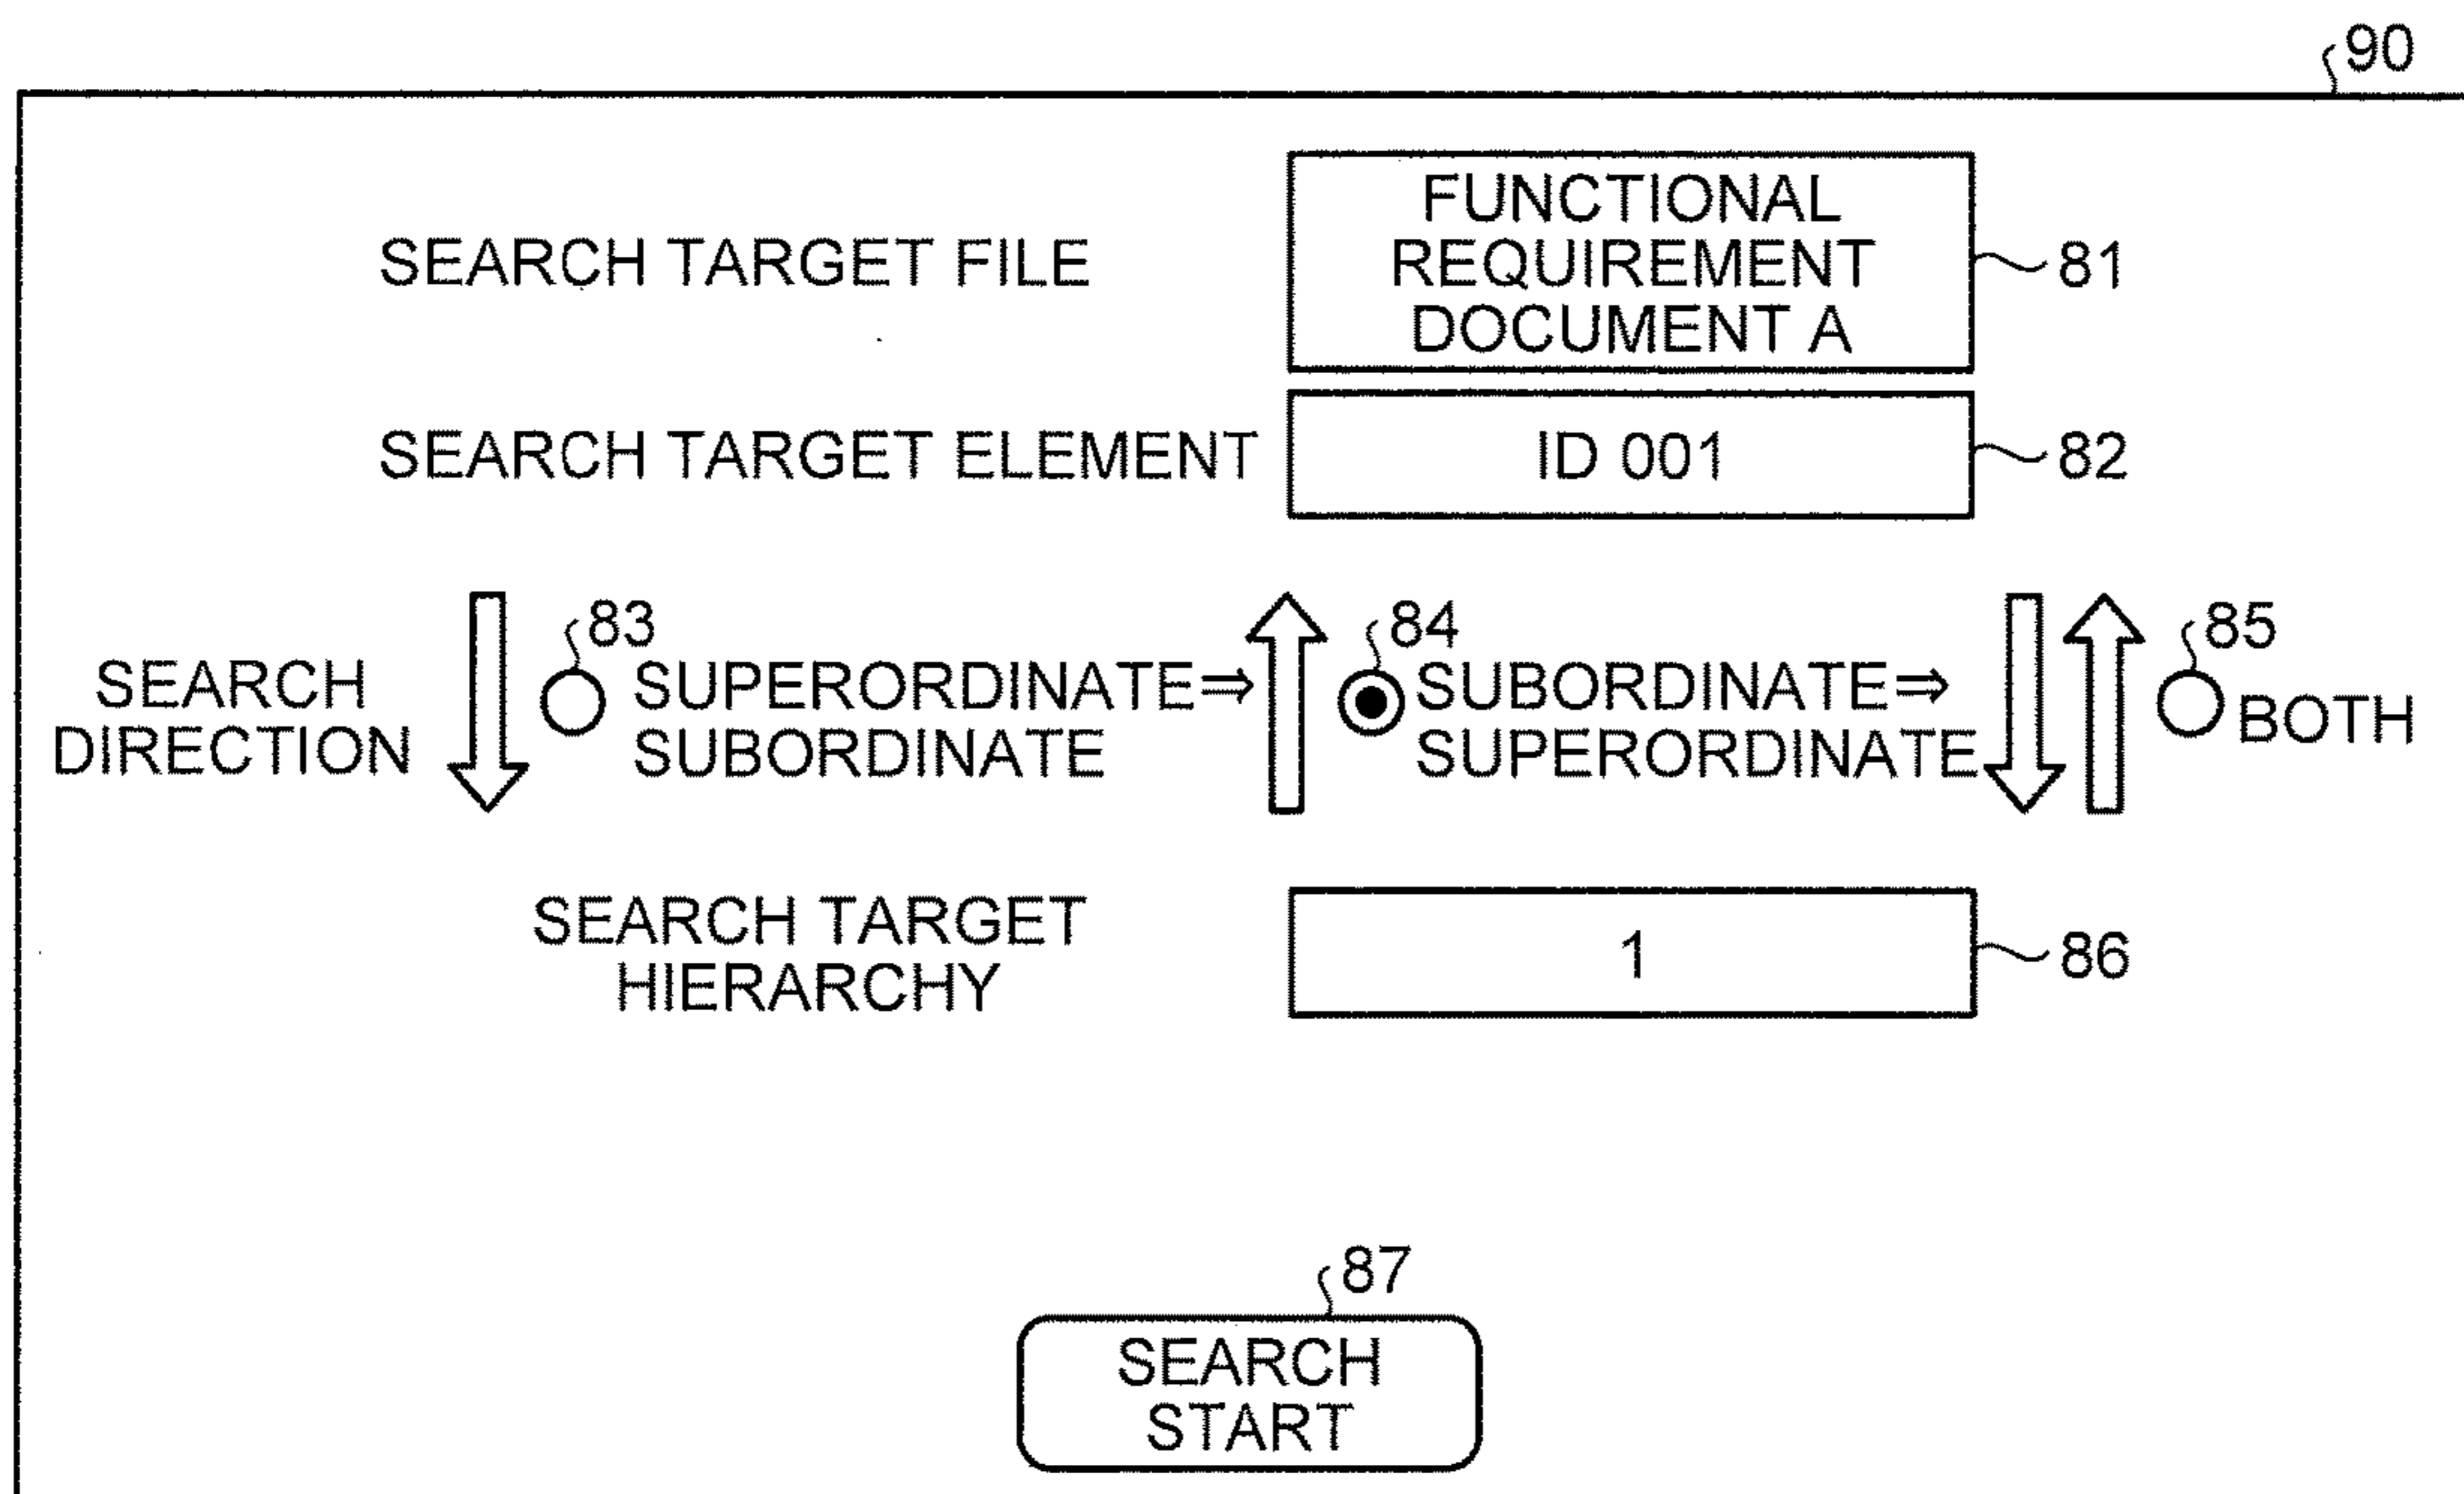 90
FUNCTIONAL
SEARCH TARGET FILE REQUIREMENT 81
DOCUMENT A
SEARCH TARGET ELEMENT ID 001 82
83 84 85
SEARCH SUPERORDINATE⇒ SUBORDINATE⇒
DIRECTION SUBORDINATE SUPERORDINATE BOTH
SEARCH TARGET
HIERARCHY 1 86
87
SEARCH
START